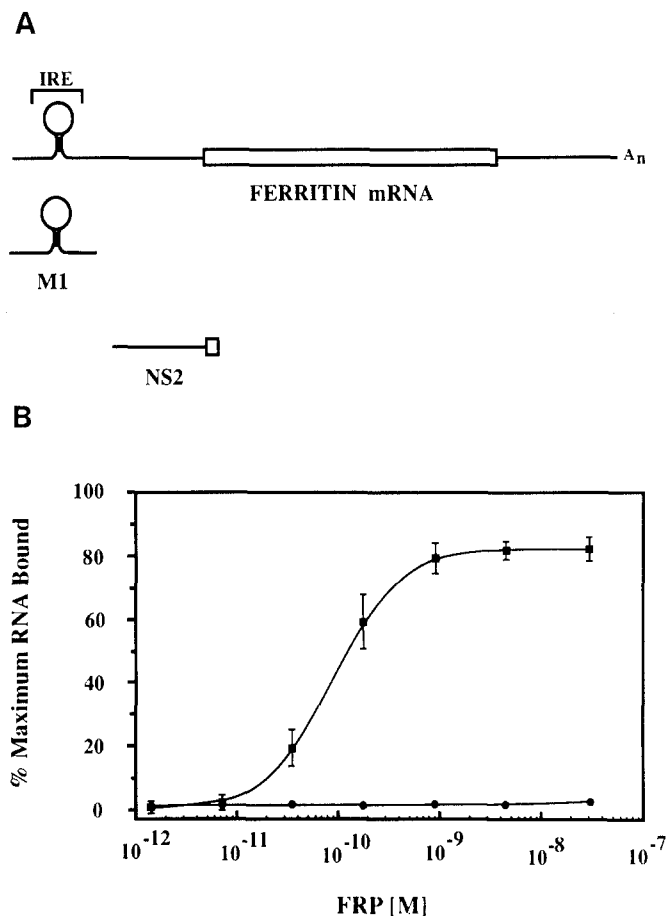 A
IRE
An
FERRITIN mRNA
M1
NS2
B
100
80
60
40
20
0
% Maximum RNA Bound
10-12 10-11 10-10 10-9 10-8 10-7
FRP [M]